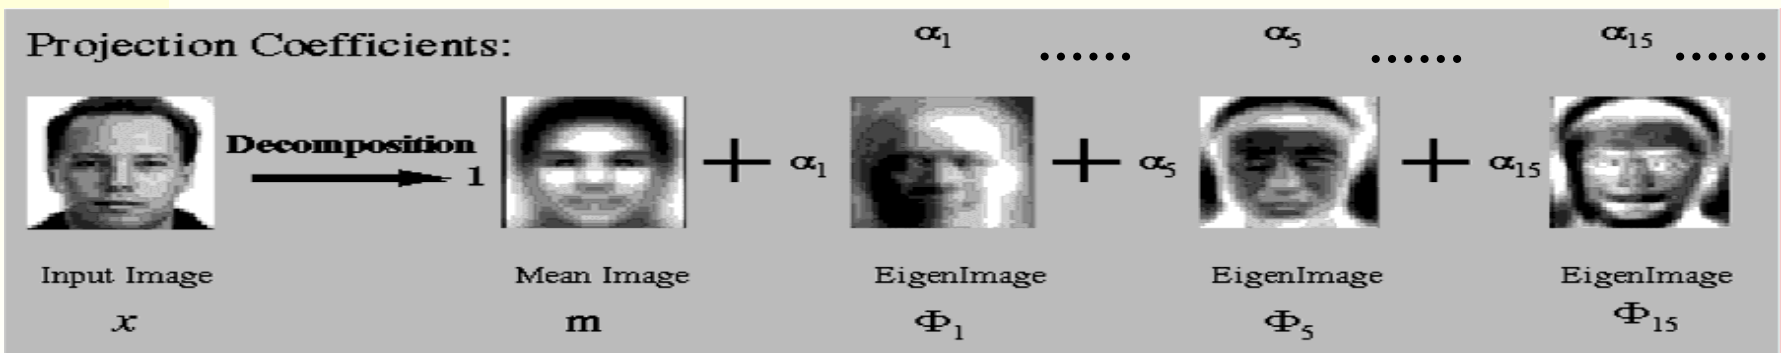 Projection Coefficients: α₁ ...... α₅ ...... α₁₅ ......
Decomposition
1 + α₁ + α₅ + α₁₅
Input Image Mean Image EigenImage EigenImage EigenImage
x m Φ₁ Φ₅ Φ₁₅